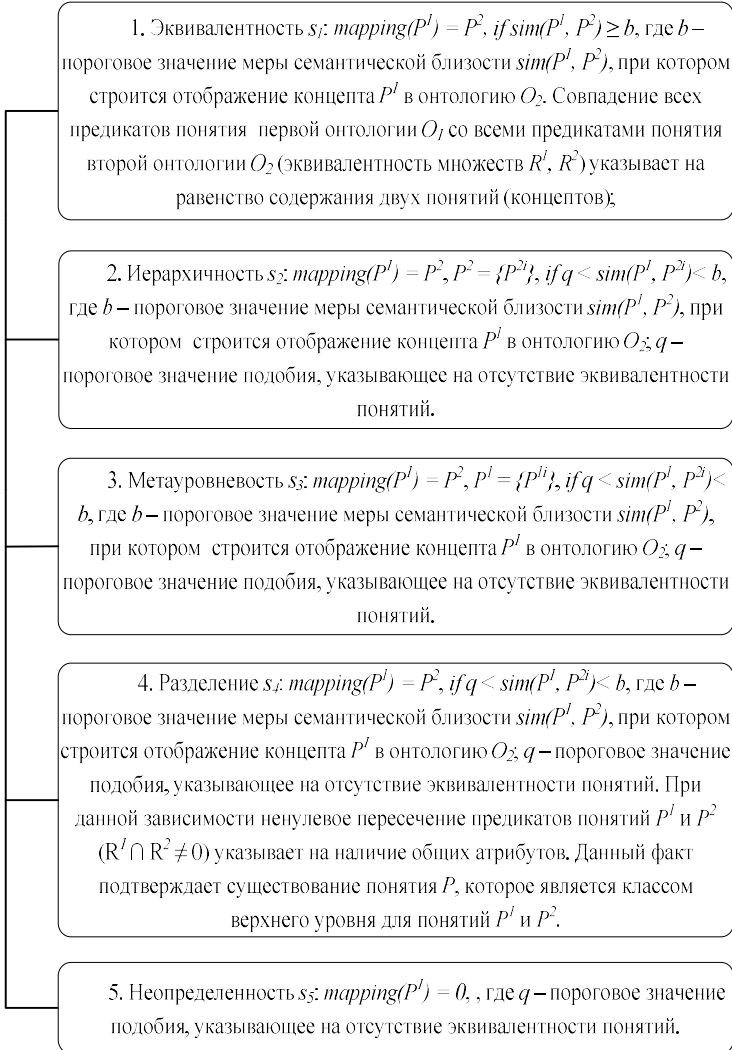 1. Эквивалентность s₁: mapping(P¹) = P², if sim(P¹, P²) ≥ b, где b –
пороговое значение меры семантической близости sim(P¹, P²), при котором
строится отображение концепта P¹ в онтологию O₂. Совпадение всех
предикатов понятия первой онтологии O₁ со всеми предикатами понятия
второй онтологии O₂ (эквивалентность множеств R¹, R²) указывает на
равенство содержания двух понятий (концептов);
2. Иерархичность s₂: mapping(P¹) = P², P² = {P²ⁱ}, if q < sim(P¹, P²ⁱ)< b,
где b – пороговое значение меры семантической близости sim(P¹, P²), при
котором строится отображение концепта P¹ в онтологию O₂; q –
пороговое значение подобия, указывающее на отсутствие эквивалентности
понятий.
3. Метауровневость s₃: mapping(P¹) = P², P¹ = {P¹ⁱ}, if q < sim(P¹, P²ⁱ)<
b, где b – пороговое значение меры семантической близости sim(P¹, P²),
при котором строится отображение концепта P¹ в онтологию O₂; q –
пороговое значение подобия, указывающее на отсутствие эквивалентности
понятий.
4. Разделение s₄: mapping(P¹) = P², if q < sim(P¹, P²ⁱ)< b, где b –
пороговое значение меры семантической близости sim(P¹, P²), при котором
строится отображение концепта P¹ в онтологию O₂; q – пороговое значение
подобия, указывающее на отсутствие эквивалентности понятий. При
данной зависимости ненулевое пересечение предикатов понятий P¹ и P²
(R¹ ∩ R² ≠ 0) указывает на наличие общих атрибутов. Данный факт
подтверждает существование понятия P, которое является классом
верхнего уровня для понятий P¹ и P².
5. Неопределенность s₅: mapping(P¹) = 0, , где q – пороговое значение
подобия, указывающее на отсутствие эквивалентности понятий.